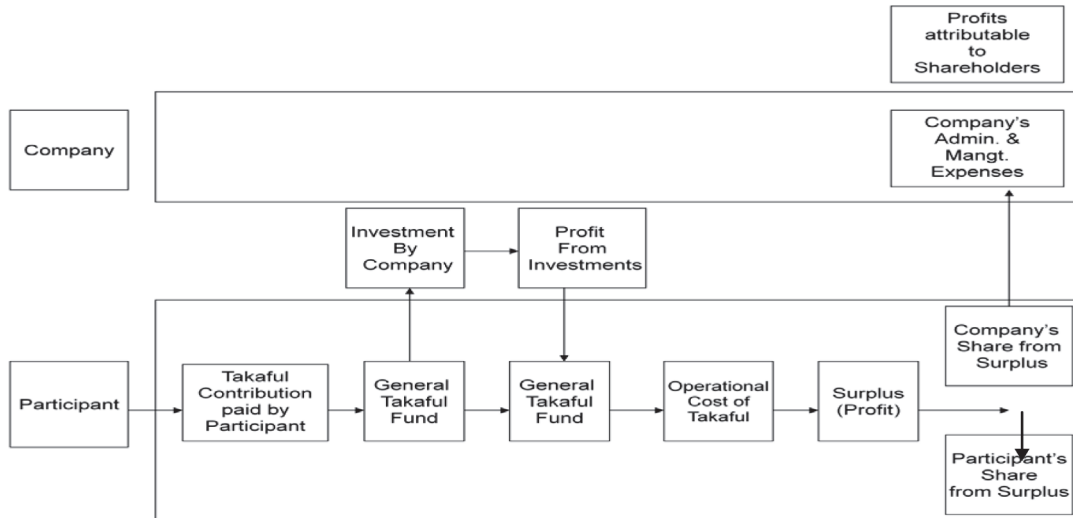 Profits
attributable
to
Shareholders
Company
Company's
Admin. &
Mangt.
Expenses
Investment
By
Company
Profit
From
Investments
Participant
Takaful
Contribution
paid by
Participant
General
Takaful
Fund
General
Takaful
Fund
Operational
Cost of
Takaful
Surplus
(Profit)
Company's
Share from
Surplus
Participant's
Share
from Surplus